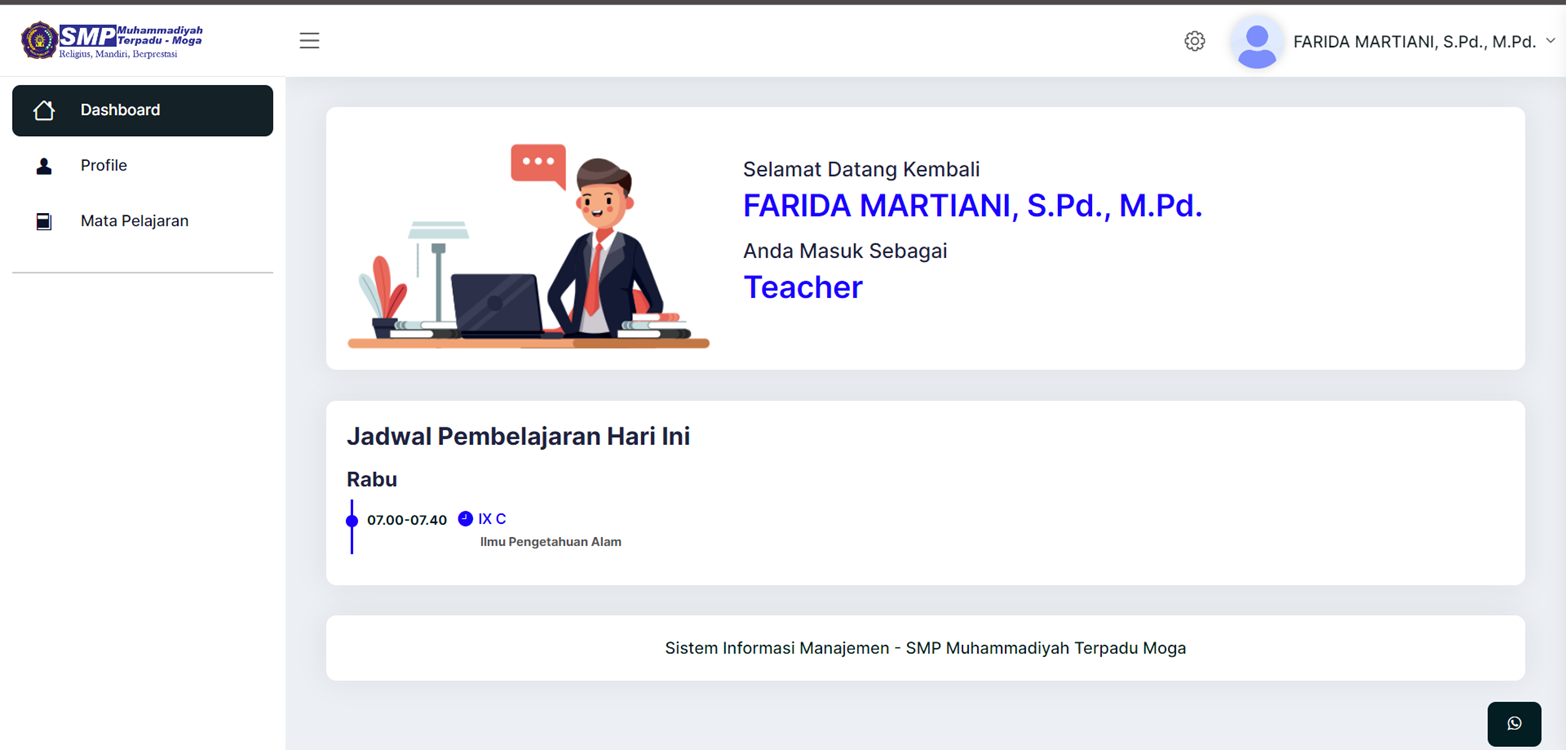 SMP Muhammadiyah
Terpadu - Moga
Religius, Mandiri, Berprestasi
FARIDA MARTIANI, S.Pd., M.Pd.
Dashboard
Profile
Mata Pelajaran
Selamat Datang Kembali
FARIDA MARTIANI, S.Pd., M.Pd.
Anda Masuk Sebagai
Teacher
Jadwal Pembelajaran Hari Ini
Rabu
07.00-07.40 IX C
Ilmu Pengetahuan Alam
Sistem Informasi Manajemen - SMP Muhammadiyah Terpadu Moga